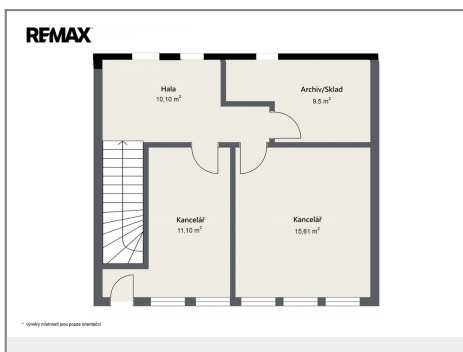 RE/MAX
Hala
10,10 m²
Archiv/Sklad
9,5 m²
Kancelář
11,10 m²
Kancelář
15,61 m²
* výměry místností jsou pouze orientační